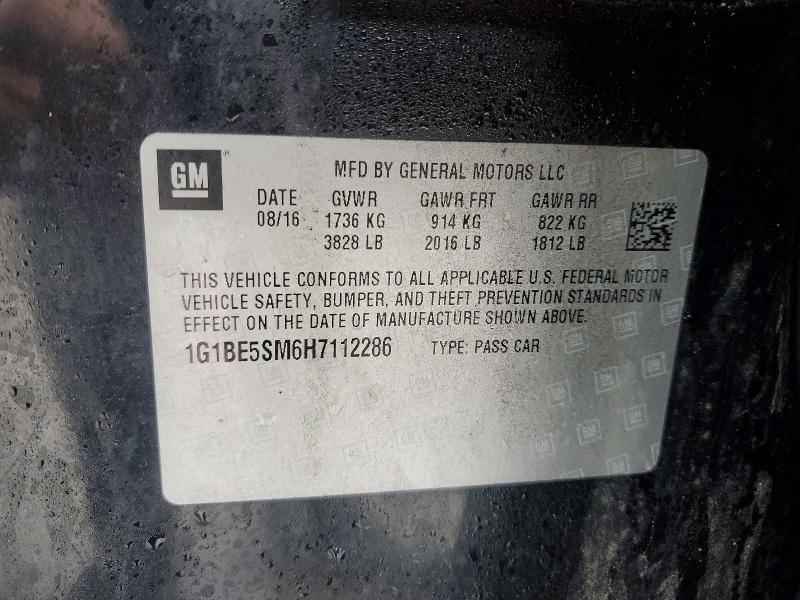 GM
MFD BY GENERAL MOTORS LLC
DATE GVWR GAWR FRT GAWR RR
08/16 1736 KG 914 KG 822 KG
3828 LB 2016 LB 1812 LB
THIS VEHICLE CONFORMS TO ALL APPLICABLE U.S. FEDERAL MOTOR
VEHICLE SAFETY, BUMPER, AND THEFT PREVENTION STANDARDS IN
EFFECT ON THE DATE OF MANUFACTURE SHOWN ABOVE.
1G1BE5SM6H7112286 TYPE: PASS CAR